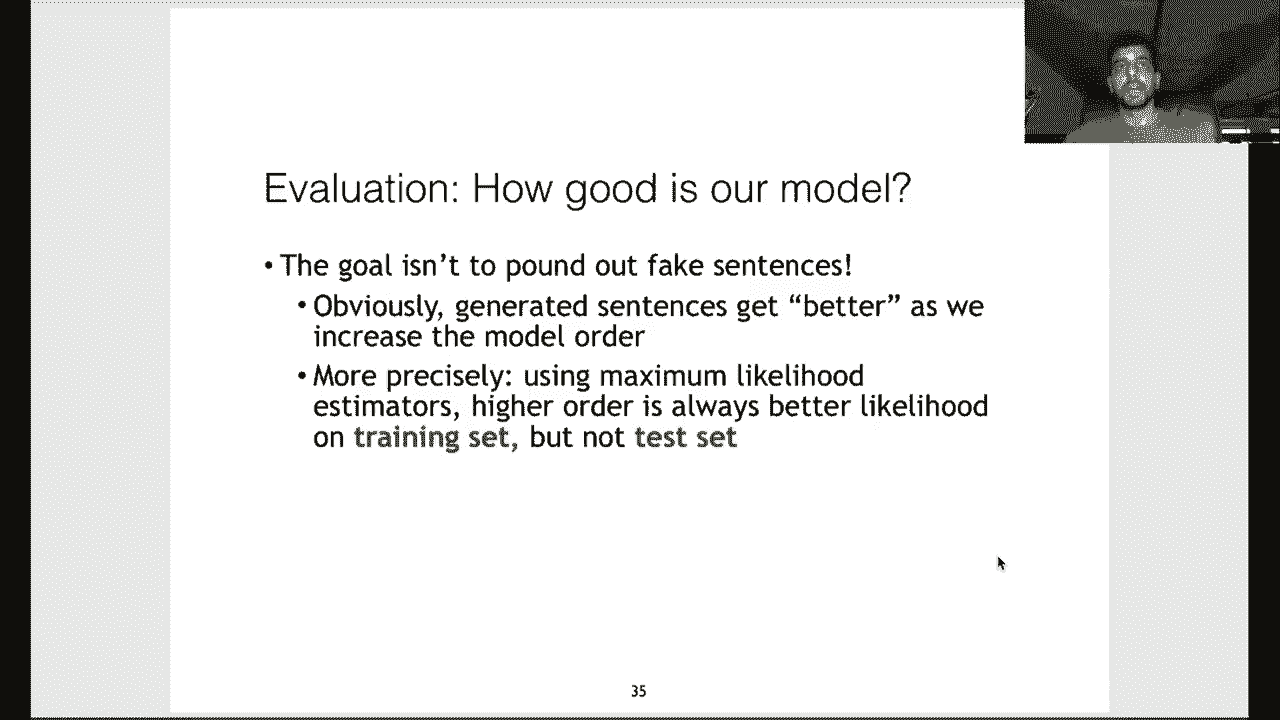 Evaluation: How good is our model?
• The goal isn’t to pound out fake sentences!
• Obviously, generated sentences get “better” as we
increase the model order
• More precisely: using maximum likelihood
estimators, higher order is always better likelihood
on training set, but not test set
35